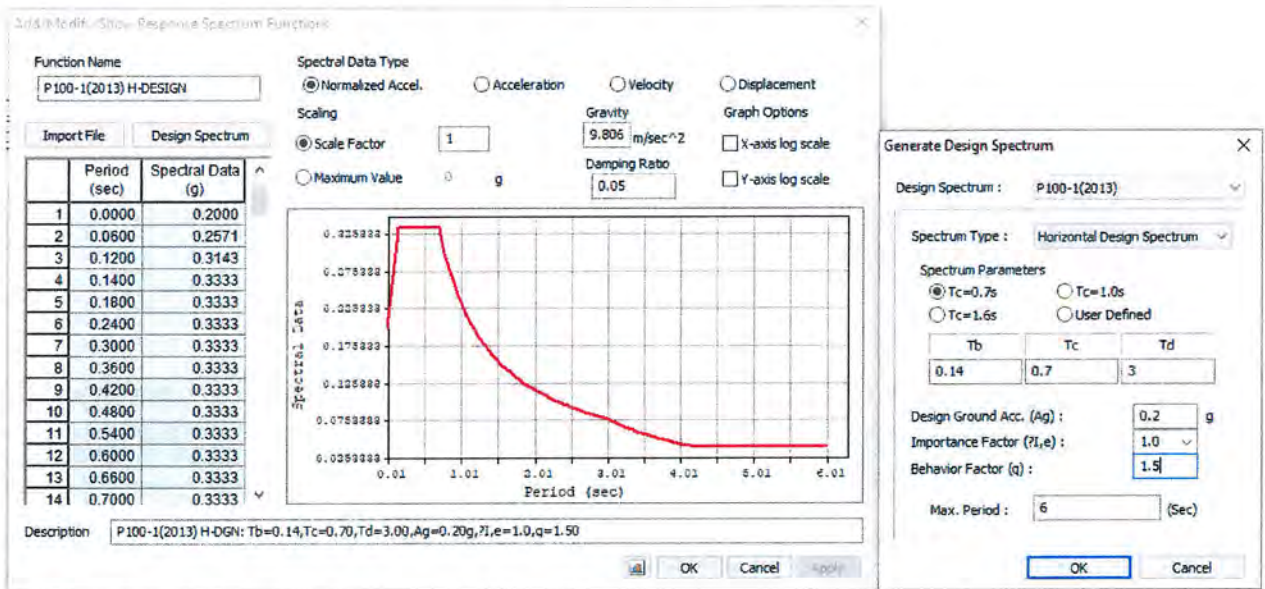 Add/Modify/Show Response Spectrum Functions
Function Name
P100-1(2013) H-DESIGN
Import File
Design Spectrum
Period (sec)
Spectral Data (g)
1 0.0000 0.2000
2 0.0600 0.2571
3 0.1200 0.3143
4 0.1400 0.3333
5 0.1800 0.3333
6 0.2400 0.3333
7 0.3000 0.3333
8 0.3600 0.3333
9 0.4200 0.3333
10 0.4800 0.3333
11 0.5400 0.3333
12 0.6000 0.3333
13 0.6600 0.3333
14 0.7000 0.3333
Spectral Data Type
Normalized Accel.
Acceleration
Velocity
Displacement
Scaling
Scale Factor
1
Maximum Value
0
g
Gravity
9.806 m/sec^2
Damping Ratio
0.05
Graph Options
X-axis log scale
Y-axis log scale
Spectral Data
0.01 1.01 2.01 3.01 4.01 5.01 6.01
Period (sec)
Description
P100-1(2013) H-DGN: Tb=0.14,Tc=0.70,Td=3.00,Ag=0.20g,?I,e=1.0,q=1.50
OK
Cancel
Apply
Generate Design Spectrum
Design Spectrum :
P100-1(2013)
Spectrum Type :
Horizontal Design Spectrum
Spectrum Parameters
Tc=0.7s
Tc=1.0s
Tc=1.6s
User Defined
Tb Tc Td
0.14 0.7 3
Design Ground Acc. (Ag) :
0.2 g
Importance Factor (?I,e) :
1.0
Behavior Factor (q) :
1.5
Max. Period :
6
(Sec)
OK
Cancel